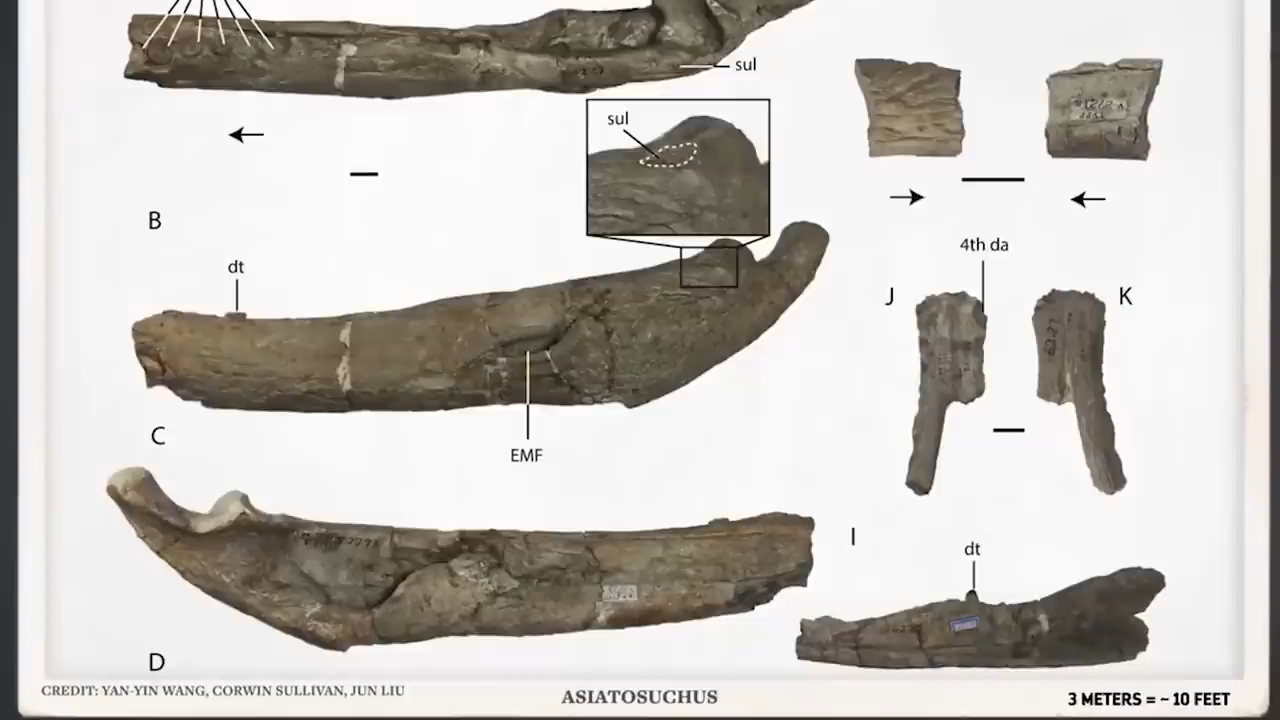 sul
sul
B
dt
4th da
J
K
C
EMF
I
dt
D
CREDIT: YAN-YIN WANG, CORWIN SULLIVAN, JUN LIU
ASIATOSUCHUS
3 METERS = ~ 10 FEET